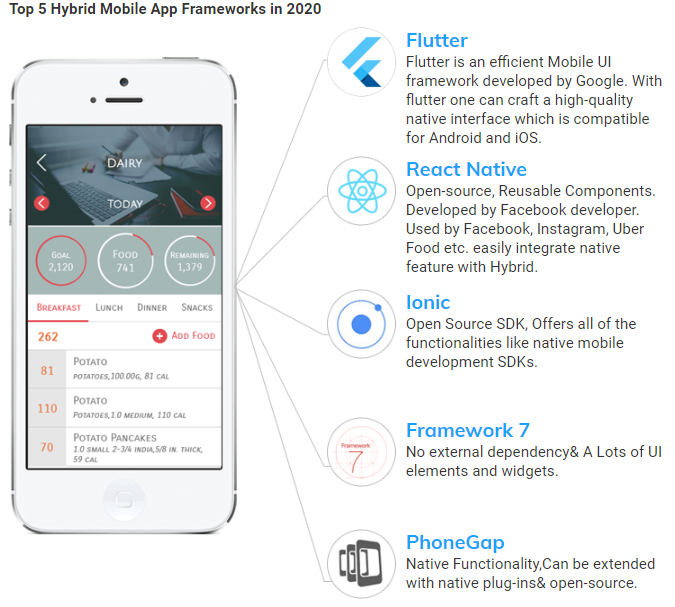 Top 5 Hybrid Mobile App Frameworks in 2020
DAIRY
TODAY
GOAL
2,120
FOOD
741
REMAINING
1,379
BREAKFAST LUNCH DINNER SNACKS
262 ADD FOOD
81 POTATO
POTATOES,100.00G, 81 CAL
110 POTATO
POTATOES,1.0 MEDIUM, 110 CAL
70 POTATO PANCAKES
1.0 SMALL 2-3/4 INDIA,5/8 IN. THICK,
59 CAL
Flutter
Flutter is an efficient Mobile UI
framework developed by Google. With
flutter one can craft a high-quality
native interface which is compatible
for Android and iOS.
React Native
Open-source, Reusable Components.
Developed by Facebook developer.
Used by Facebook, Instagram, Uber
Food etc. easily integrate native
feature with Hybrid.
Ionic
Open Source SDK, Offers all of the
functionalities like native mobile
development SDKs.
Framework
7
Framework 7
No external dependency& A Lots of UI
elements and widgets.
PhoneGap
Native Functionality,Can be extended
with native plug-ins& open-source.